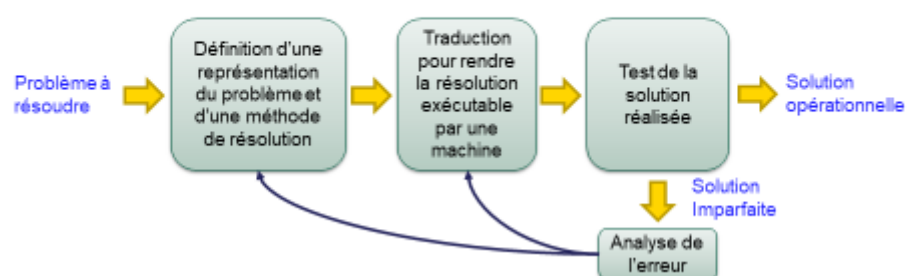 Problème à
résoudre
Définition d'une
représentation
du problème et
d'une méthode
de résolution
Traduction
pour rendre
la résolution
exécutable
par une
machine
Test de la
solution
réalisée
Solution
opérationnelle
Solution
Imparfaite
Analyse de
l'erreur